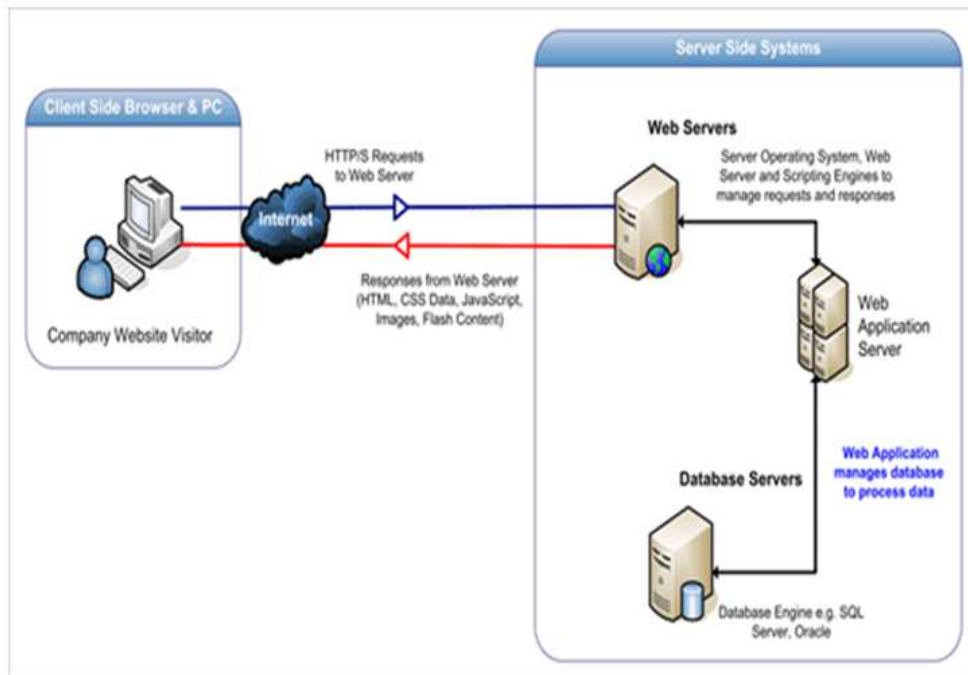 Server Side Systems
Client Side Browser & PC
Web Servers
HTTP/S Requests
to Web Server
Server Operating System, Web
Server and Scripting Engines to
manage requests and responses
Internet
Responses from Web Server
(HTML, CSS Data, JavaScript,
Images, Flash Content)
Company Website Visitor
Web
Application
Server
Web Application
manages database
to process data
Database Servers
Database Engine e.g. SQL
Server, Oracle